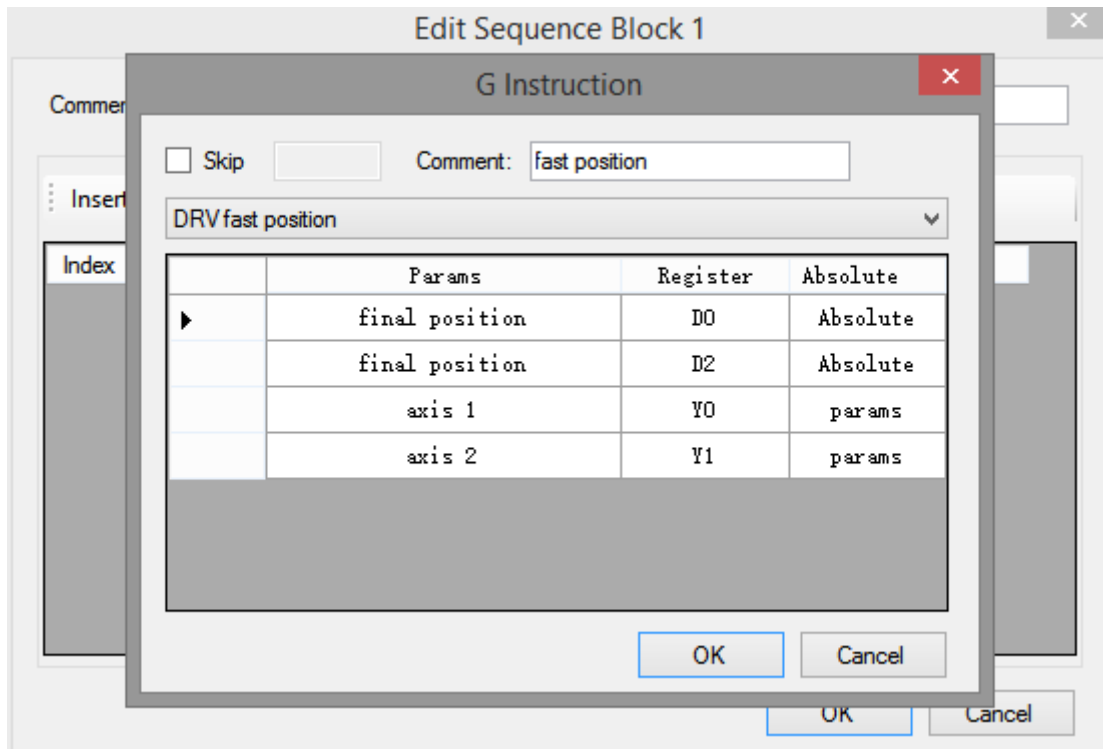 Edit Sequence Block 1
G Instruction
Commen
Skip Comment: fast position
Insert
DRV fast position
Index
Params Register Absolute
final position D0 Absolute
final position D2 Absolute
axis 1 Y0 params
axis 2 Y1 params
OK Cancel
OK Cancel